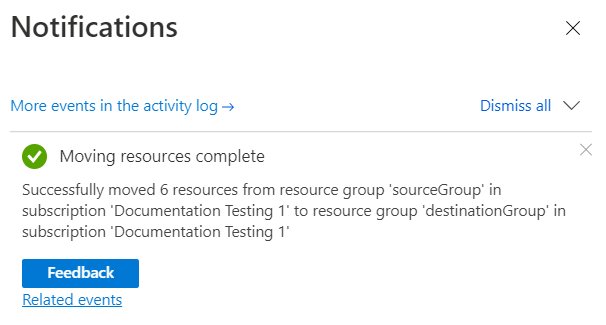 Notifications
More events in the activity log →
Dismiss all
Moving resources complete
Successfully moved 6 resources from resource group 'sourceGroup' in
subscription 'Documentation Testing 1' to resource group 'destinationGroup' in
subscription 'Documentation Testing 1'
Feedback
Related events